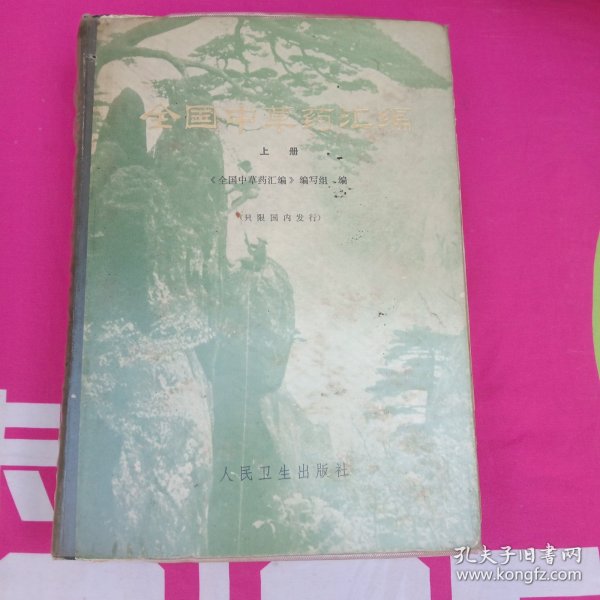 全国中草药汇编
上册
《全国中草药汇编》编写组 编
(只限国内发行)
人民卫生出版社
孔夫子旧书网
www.kongfz.com